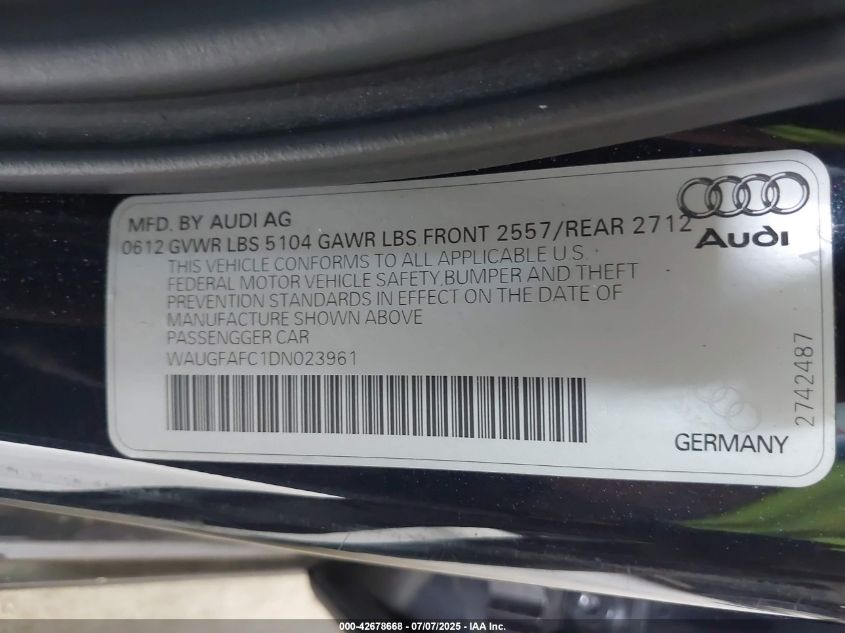 MFD. BY AUDI AG
0612 GVWR LBS 5104 GAWR LBS FRONT 2557/REAR 2712
Audi
THIS VEHICLE CONFORMS TO ALL APPLICABLE U.S.
FEDERAL MOTOR VEHICLE SAFETY, BUMPER AND THEFT
PREVENTION STANDARDS IN EFFECT ON THE DATE OF
MANUFACTURE SHOWN ABOVE
PASSENGGER CAR
WAUGFAFC1DN023961
GERMANY
2742487
000-42678668 - 07/07/2025 - IAA Inc.